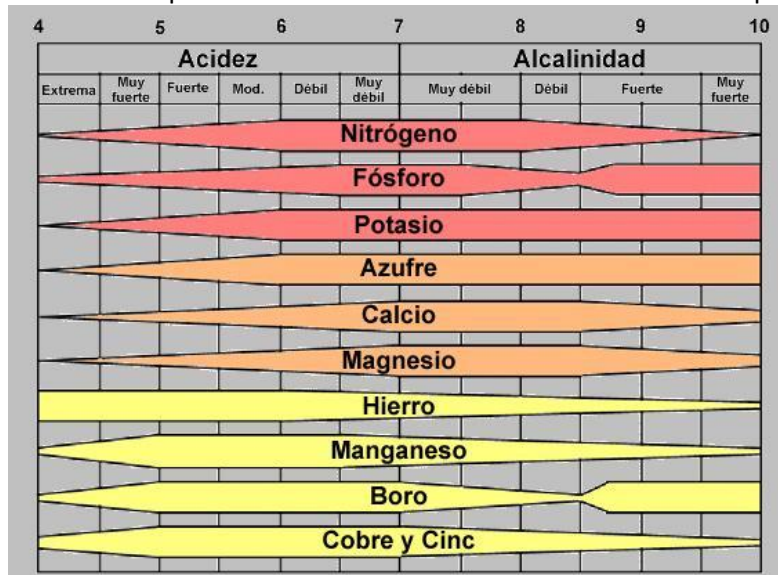 4 5 6 7 8 9 10
Acidez Alcalinidad
Extrema Muy fuerte Fuerte Mod. Débil Muy débil Muy débil Débil Fuerte Muy fuerte
Nitrógeno
Fósforo
Potasio
Azufre
Calcio
Magnesio
Hierro
Manganeso
Boro
Cobre y Cinc